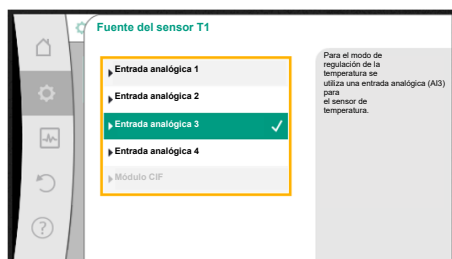 Fuente del sensor T1
Entrada analógica 1
Entrada analógica 2
Entrada analógica 3
Entrada analógica 4
Módulo CIF
Para el modo de
regulación de la
temperatura se
utiliza una entrada analógica (AI3)
para
el sensor de
temperatura.